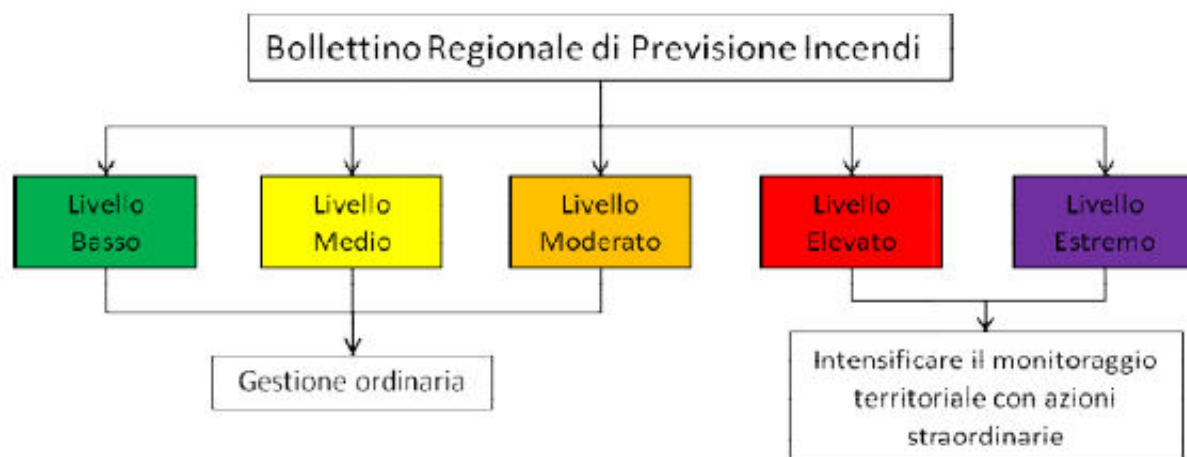 Bollettino Regionale di Previsione Incendi
Livello
Basso
Livello
Medio
Livello
Moderato
Livello
Elevato
Livello
Estremo
Gestione ordinaria
Intensificare il monitoraggio
territoriale con azioni
straordinarie